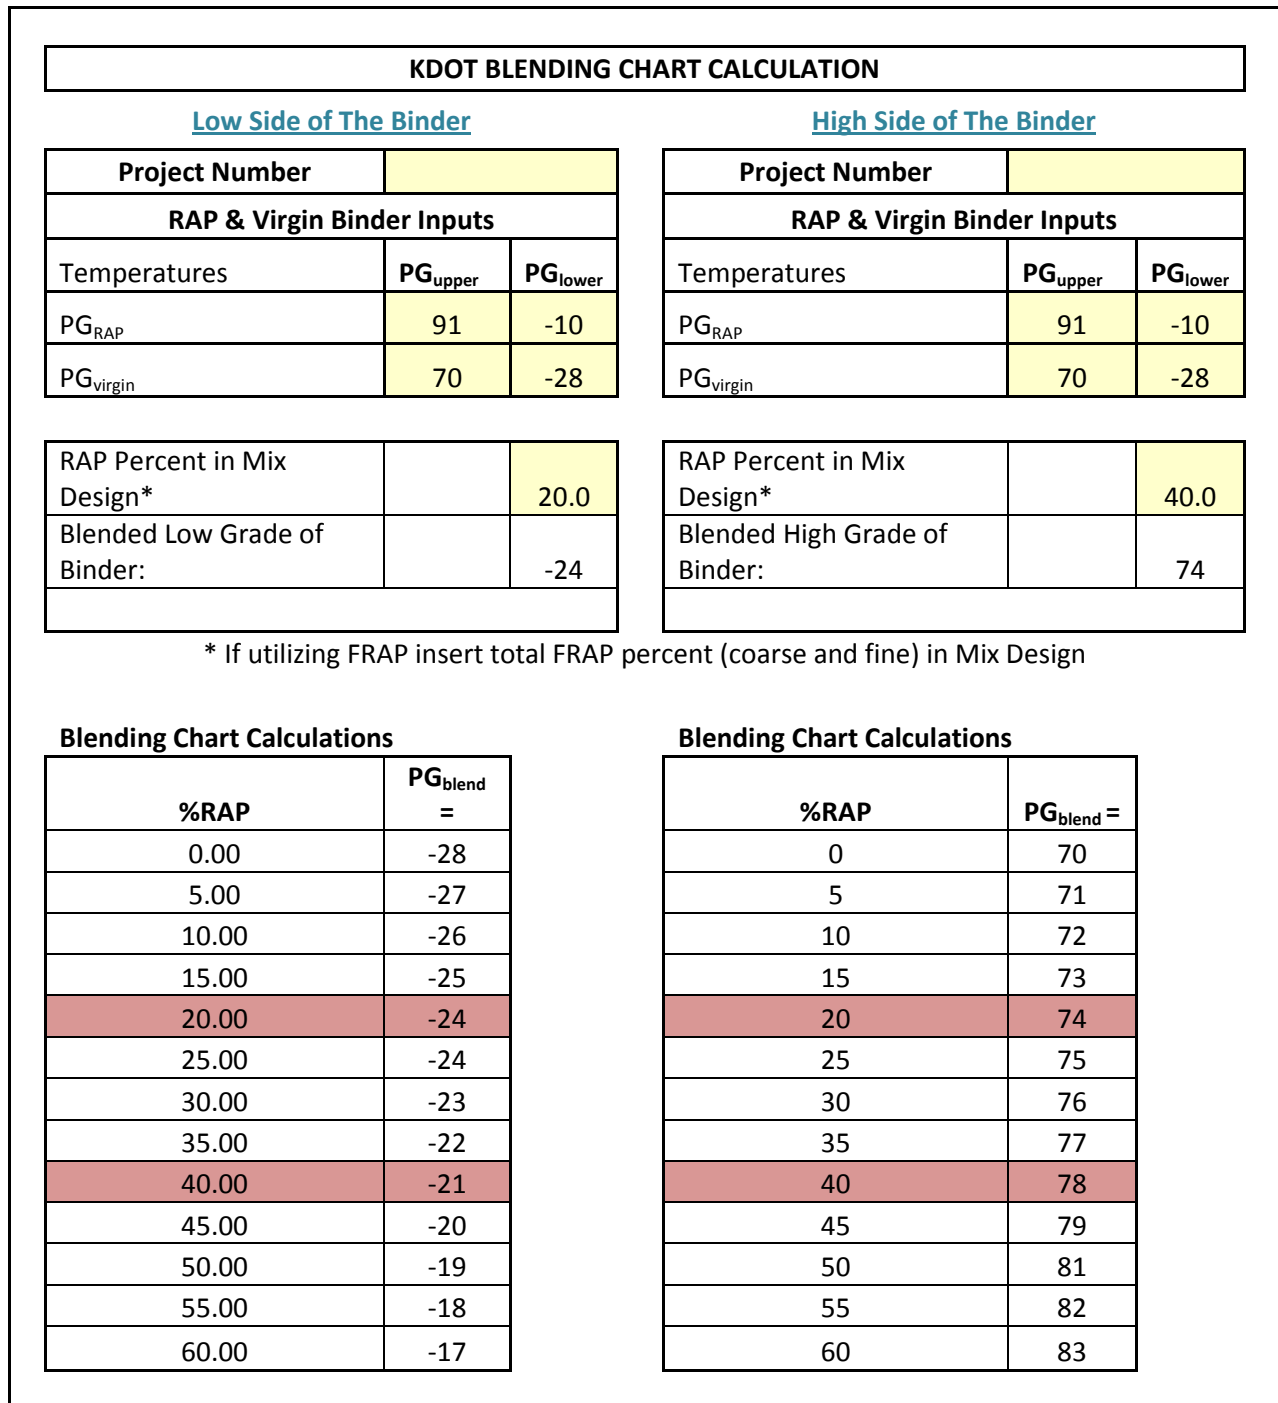 KDOT BLENDING CHART CALCULATION
Low Side of The Binder
Project Number
RAP & Virgin Binder Inputs
Temperatures PGupper PGlower
PGRAP 91 -10
PGvirgin 70 -28
RAP Percent in Mix
Design* 20.0
Blended Low Grade of
Binder: -24
High Side of The Binder
Project Number
RAP & Virgin Binder Inputs
Temperatures PGupper PGlower
PGRAP 91 -10
PGvirgin 70 -28
RAP Percent in Mix
Design* 40.0
Blended High Grade of
Binder: 74
* If utilizing FRAP insert total FRAP percent (coarse and fine) in Mix Design
Blending Chart Calculations
PGblend
%RAP =
0.00 -28
5.00 -27
10.00 -26
15.00 -25
20.00 -24
25.00 -24
30.00 -23
35.00 -22
40.00 -21
45.00 -20
50.00 -19
55.00 -18
60.00 -17
Blending Chart Calculations
%RAP PGblend =
0 70
5 71
10 72
15 73
20 74
25 75
30 76
35 77
40 78
45 79
50 81
55 82
60 83